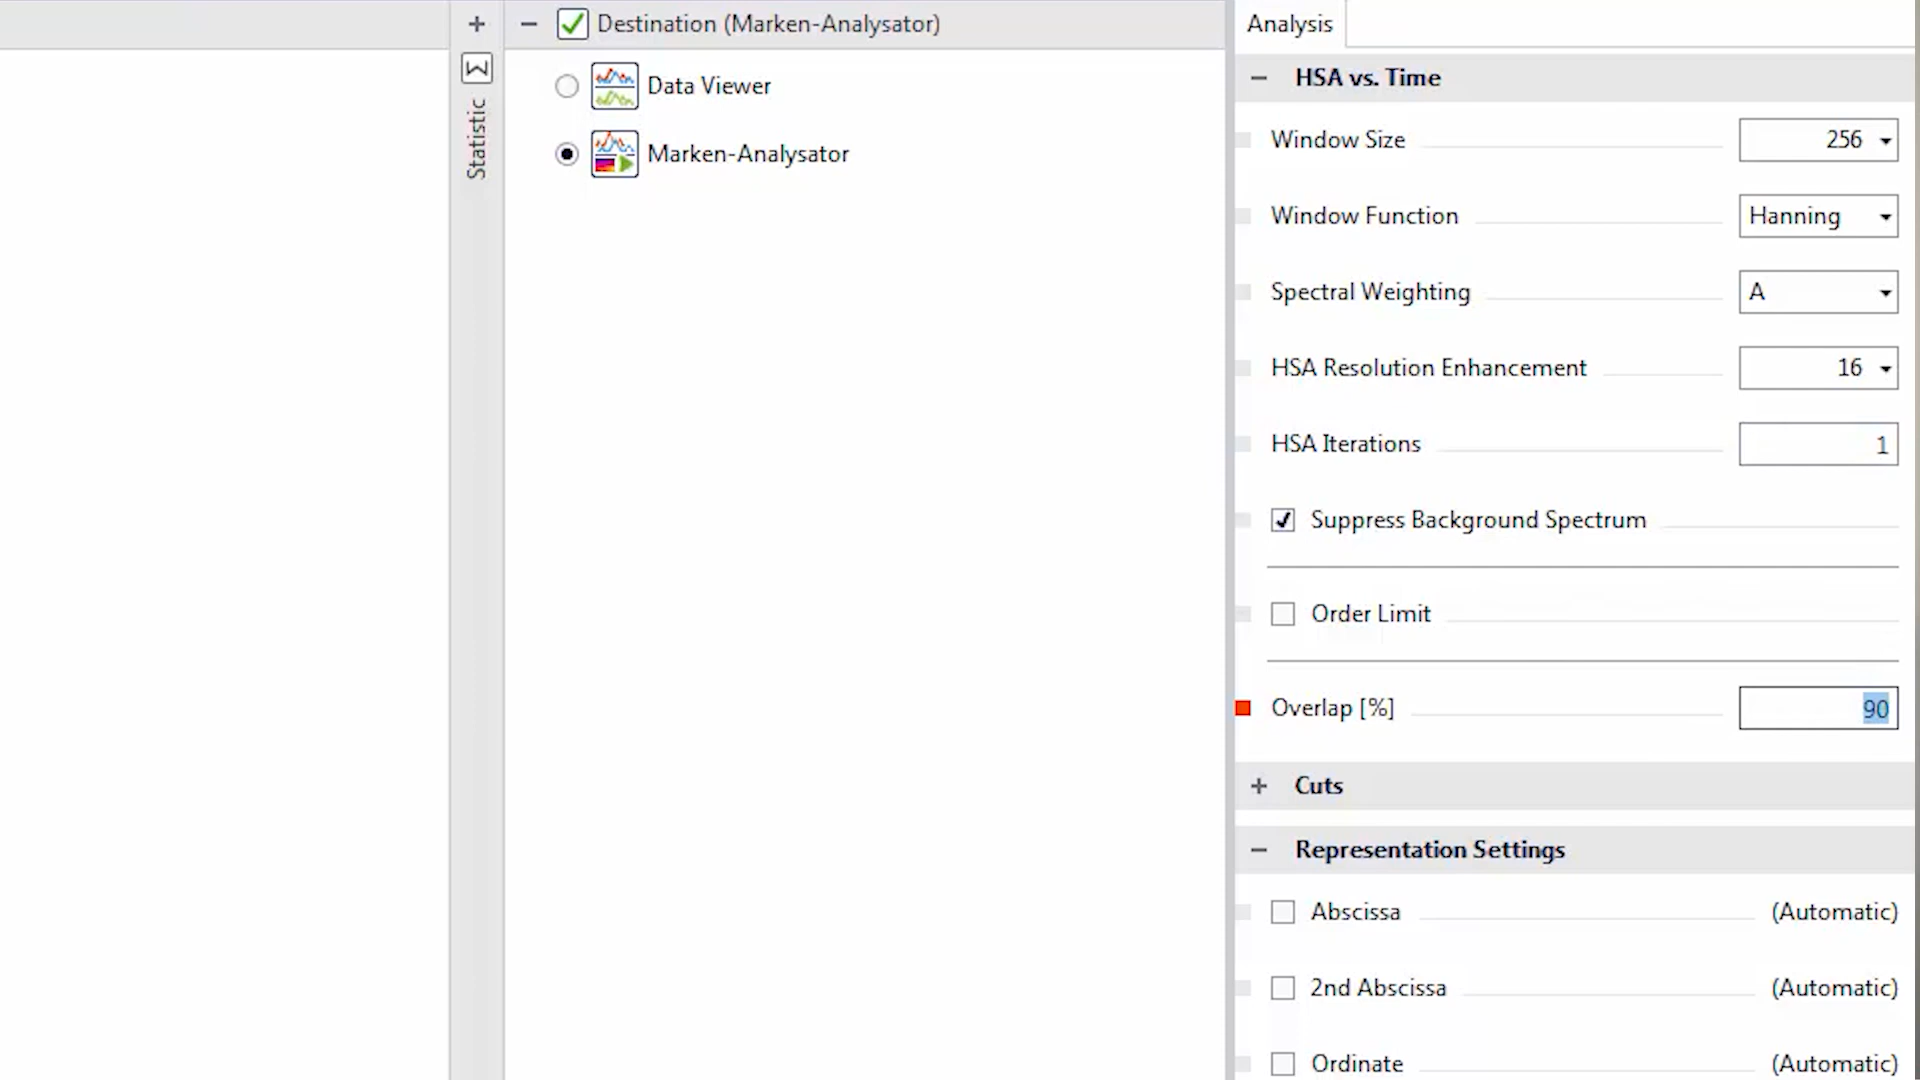 Statistic
Destination (Marken-Analysator)
Data Viewer
Marken-Analysator
Analysis
HSA vs. Time
Window Size 256
Window Function Hanning
Spectral Weighting A
HSA Resolution Enhancement 16
HSA Iterations 1
Suppress Background Spectrum
Order Limit
Overlap [%] 90
Cuts
Representation Settings
Abscissa (Automatic)
2nd Abscissa (Automatic)
Ordinate (Automatic)